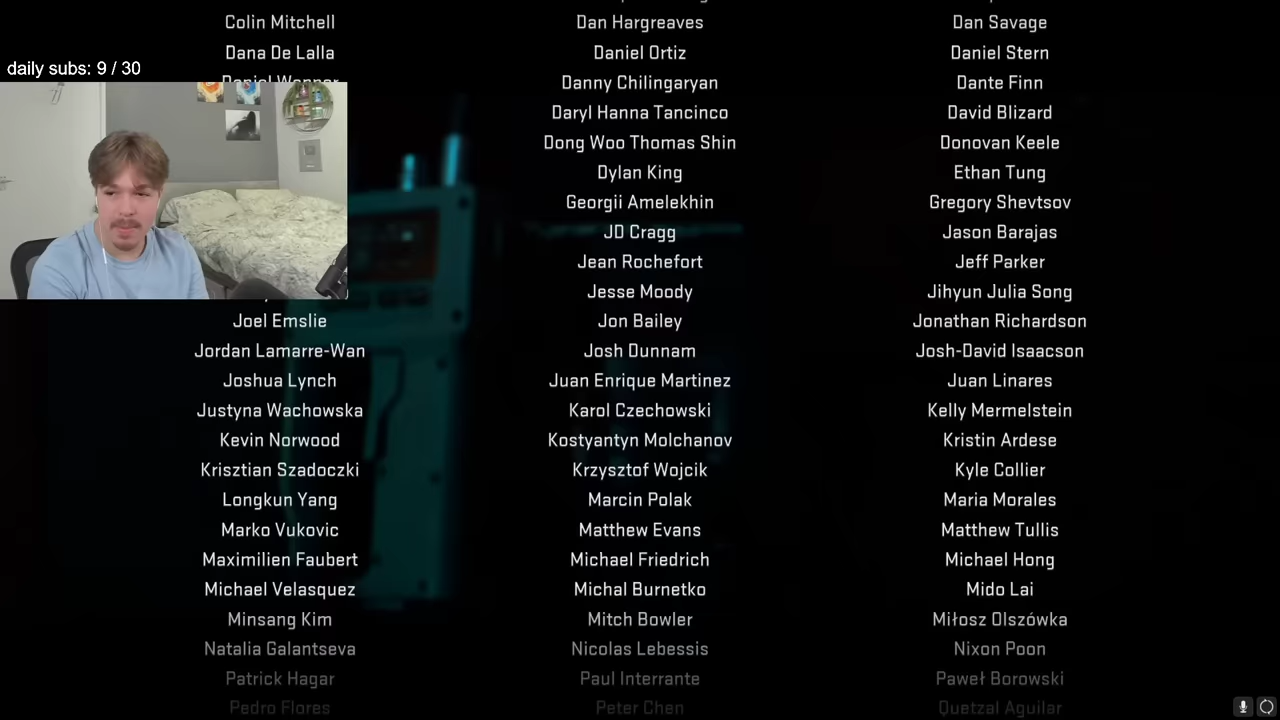 Colin Mitchell Dan Hargreaves Dan Savage
Dana De Lalla Daniel Ortiz Daniel Stern
daily subs: 9 / 30
Danny Chilingaryan Dante Finn
Daryl Hanna Tancinco David Blizard
Dong Woo Thomas Shin Donovan Keele
Dylan King Ethan Tung
Georgii Amelekhin Gregory Shevtsov
JD Cragg Jason Barajas
Jean Rochefort Jeff Parker
Jesse Moody Jihyun Julia Song
Joel Emslie Jon Bailey Jonathan Richardson
Jordan Lamarre-Wan Josh Dunnam Josh-David Isaacson
Joshua Lynch Juan Enrique Martinez Juan Linares
Justyna Wachowska Karol Czechowski Kelly Mermelstein
Kevin Norwood Kostyantyn Molchanov Kristin Ardese
Krisztian Szadoczki Krzysztof Wojcik Kyle Collier
Longkun Yang Marcin Polak Maria Morales
Marko Vukovic Matthew Evans Matthew Tullis
Maximilien Faubert Michael Friedrich Michael Hong
Michael Velasquez Michal Burnetko Mido Lai
Minsang Kim Mitch Bowler Miłosz Olszówka
Natalia Galantseva Nicolas Lebessis Nixon Poon
Patrick Hagar Paul Interrante Paweł Borowski
Pedro Flores Peter Chen Quetzal Aguilar